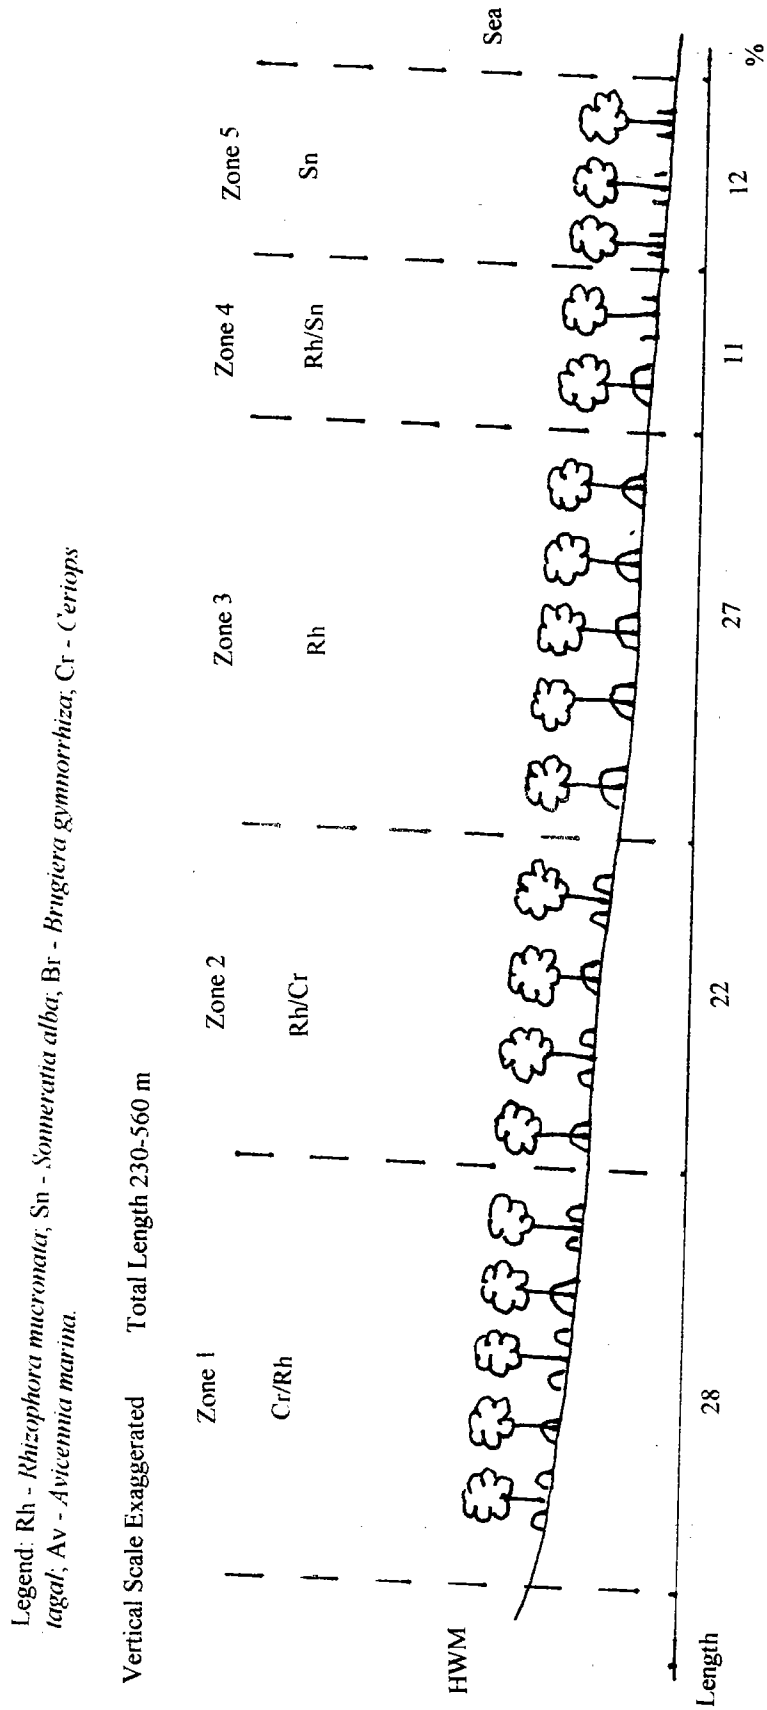 Legend: Rh - Rhizophora mucronata; Sn - Sonneratia alba; Br - Brugiera gymnorrhiza; Cr - Ceriops
tagal; Av - Avicennia marina.
Vertical Scale Exaggerated Total Length 230-560 m
Zone 1 Zone 2 Zone 3 Zone 4 Zone 5
Cr/Rh Rh/Cr Rh Rh/Sn Sn
HWM Sea
Length 28 22 27 11 12 %